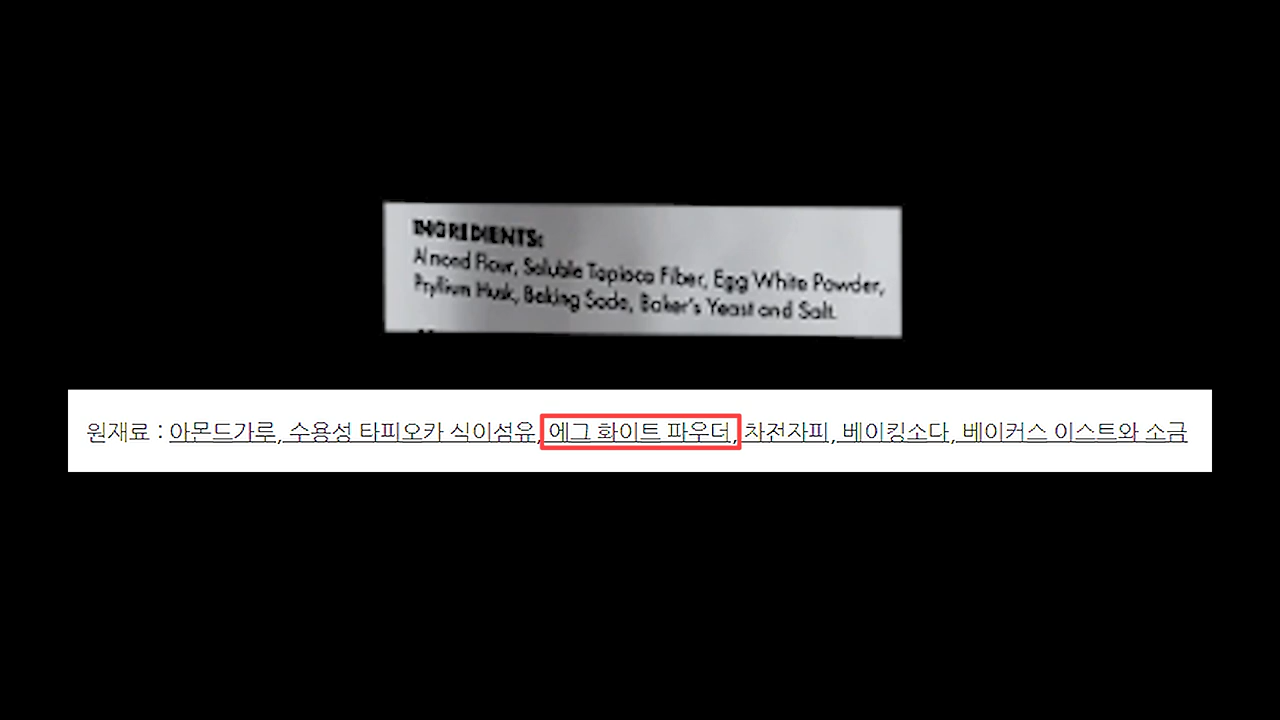 INGREDIENTS:
Almond Flour, Soluble Tapioca Fiber, Egg White Powder,
Psyllium Husk, Baking Soda, Baker's Yeast and Salt.
원재료 : 아몬드가루, 수용성 타피오카 식이섬유, 에그 화이트 파우더, 차전자피, 베이킹소다, 베이커스 이스트와 소금